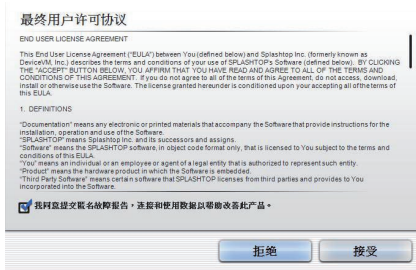 最终用户许可协议
END USER LICENSE AGREEMENT
This End User License Agreement ("EULA") between You (defined below) and Splashtop Inc. (formerly known as
DeviceVM, Inc.) describes the terms and conditions of your use of SPLASHTOP's Software (defined below). BY CLICKING
THE "ACCEPT" BUTTON BELOW, YOU AFFIRM THAT YOU HAVE READ AND AGREE TO ALL OF THE TERMS AND
CONDITIONS OF THIS AGREEMENT. If you do not agree to all of the terms of this Agreement, do not access, download,
install or otherwise use the Software. The license granted hereunder is conditioned upon your accepting all of the terms of
this EULA.
1. DEFINITIONS
"Documentation" means any electronic or printed materials that accompany the Software that provide instructions for the
installation, operation and use of the Software.
"SPLASHTOP" means Splashtop Inc. and its successors and assigns.
"Software" means the SPLASHTOP software, in object code format only, that is licensed to You subject to the terms and
conditions of this EULA.
"You" means an individual or an employee or agent of a legal entity that is authorized to represent such entity.
"Product" means the hardware product in which the Software is embedded.
"Third Party Software" means certain software that SPLASHTOP licenses from third parties and provides to You
incorporated into the Software.
我同意提交匿名故障报告，连接和使用数据以帮助改善此产品。
拒绝
接受